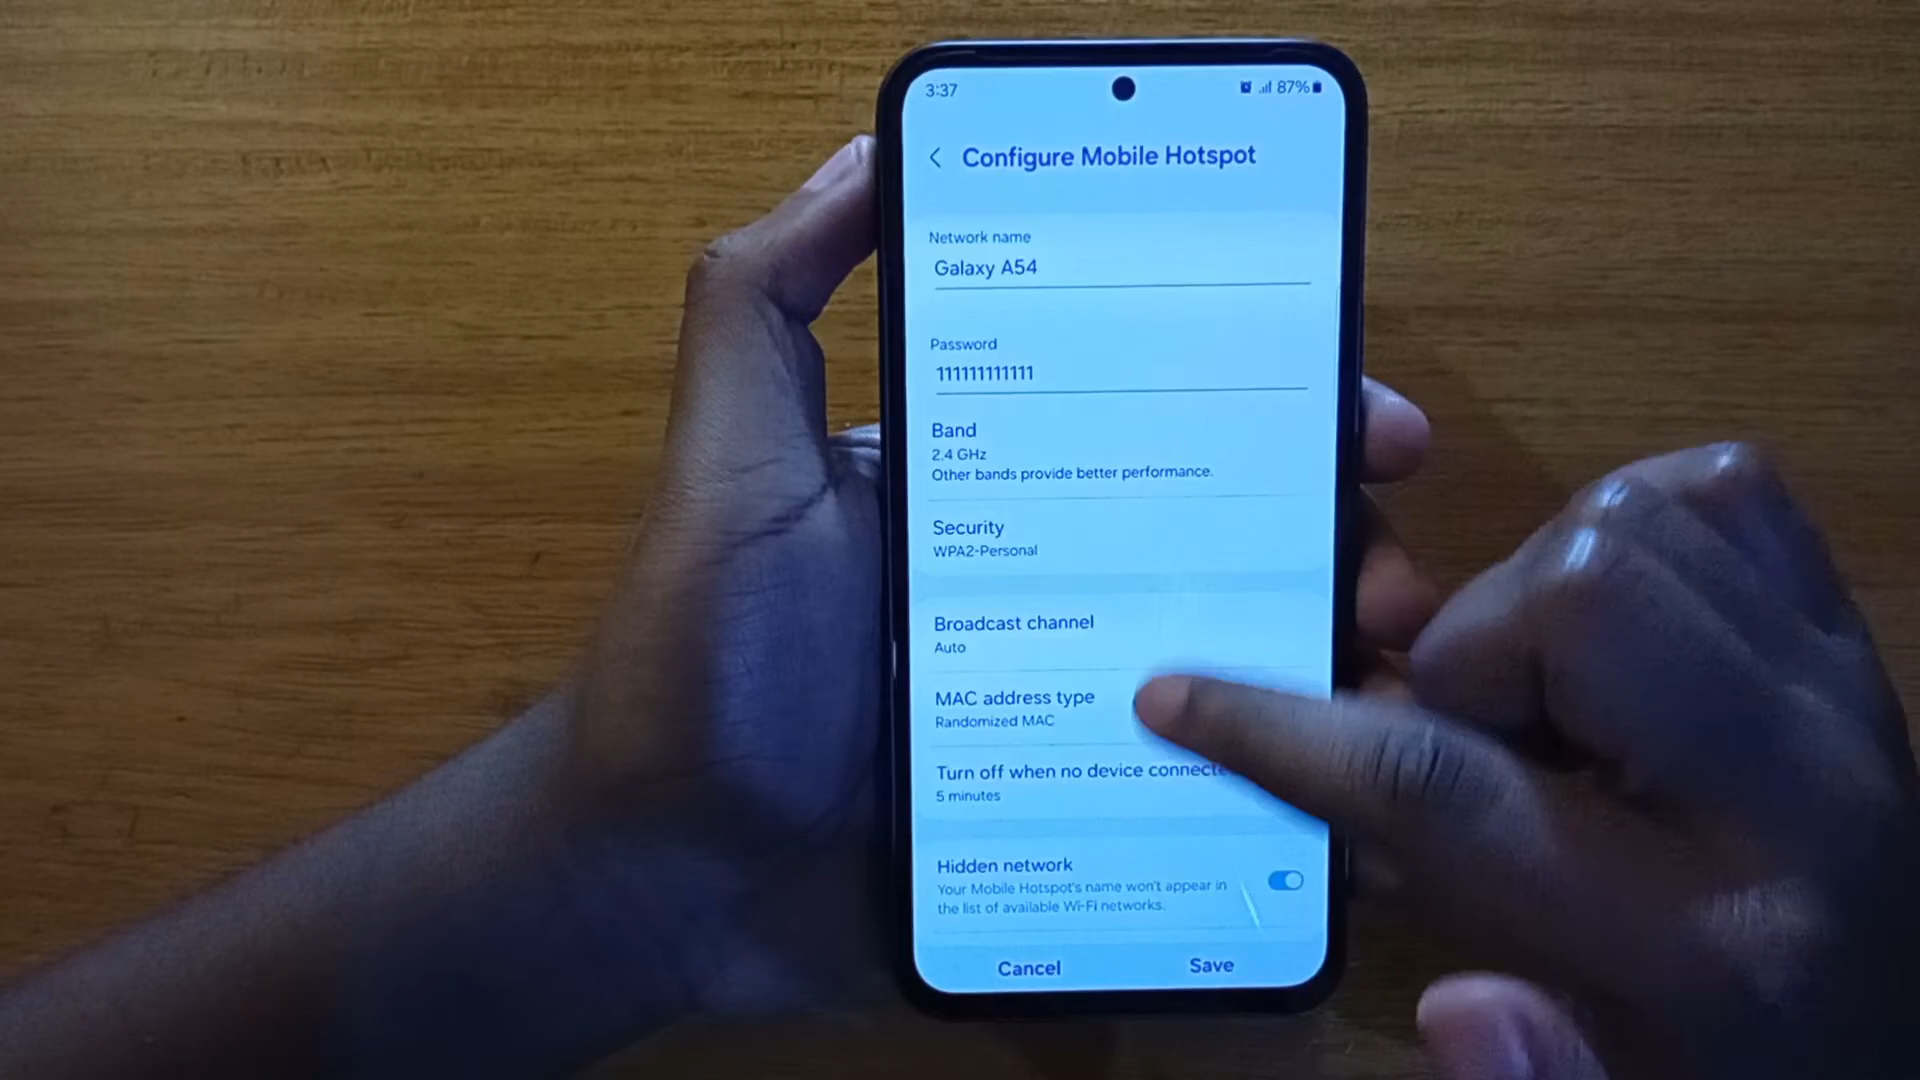 3:37
87%
Configure Mobile Hotspot
Network name
Galaxy A54
Password
111111111111
Band
2.4 GHz
Other bands provide better performance.
Security
WPA2-Personal
Broadcast channel
Auto
MAC address type
Randomized MAC
Turn off when no device connecte
5 minutes
Hidden network
Your Mobile Hotspot's name won't appear in
the list of available Wi-Fi networks.
Cancel
Save